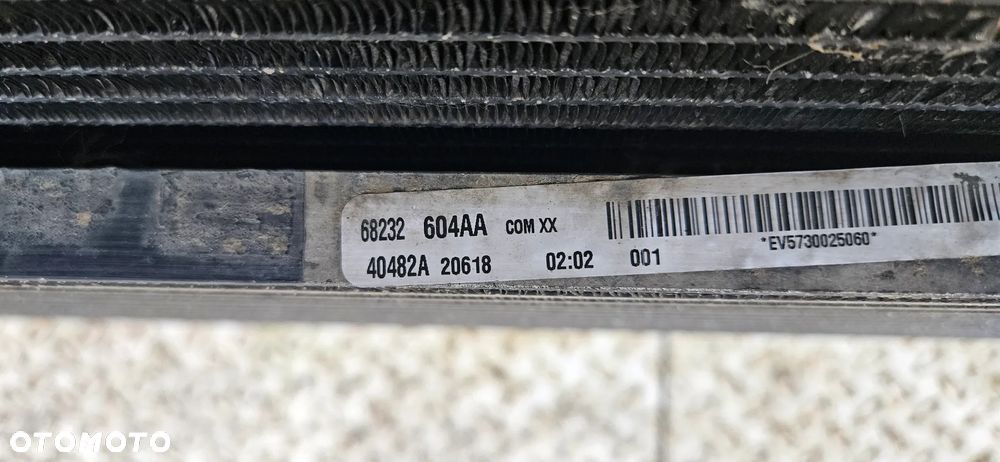 68232 604AA COM XX
40482A 20618 02:02 001
*EV5730025060*
OTOMOTO